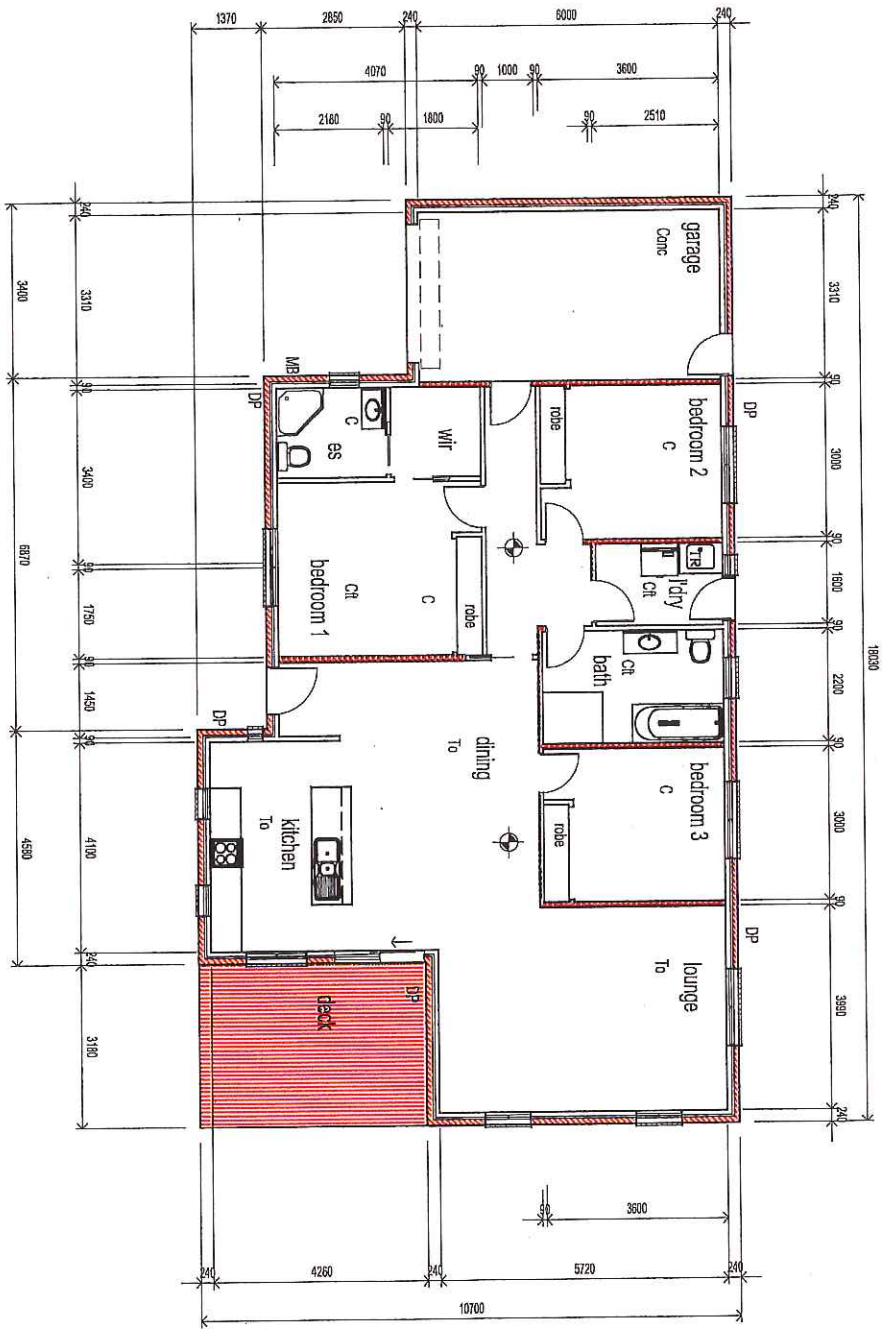 1370
2850
240
6000
240
4070
90
1000
90
3600
2180
90
1800
90
2510
18030
240
3310
90
3000
90
1600
90
2200
90
3000
90
3990
240
garage
Conc
DP
bedroom 2
C
robe
MB
DP
C
es
wir
TR
l'dry
Cft
bedroom 1
Cft
C
robe
bath
Cft
DP
dining
To
bedroom 3
C
robe
kitchen
To
DP
lounge
To
DP
deck
240
3310
90
3400
90
1750
90
1450
90
4100
240
3180
3400
6870
4580
90
3600
240
4260
240
5720
240
10700